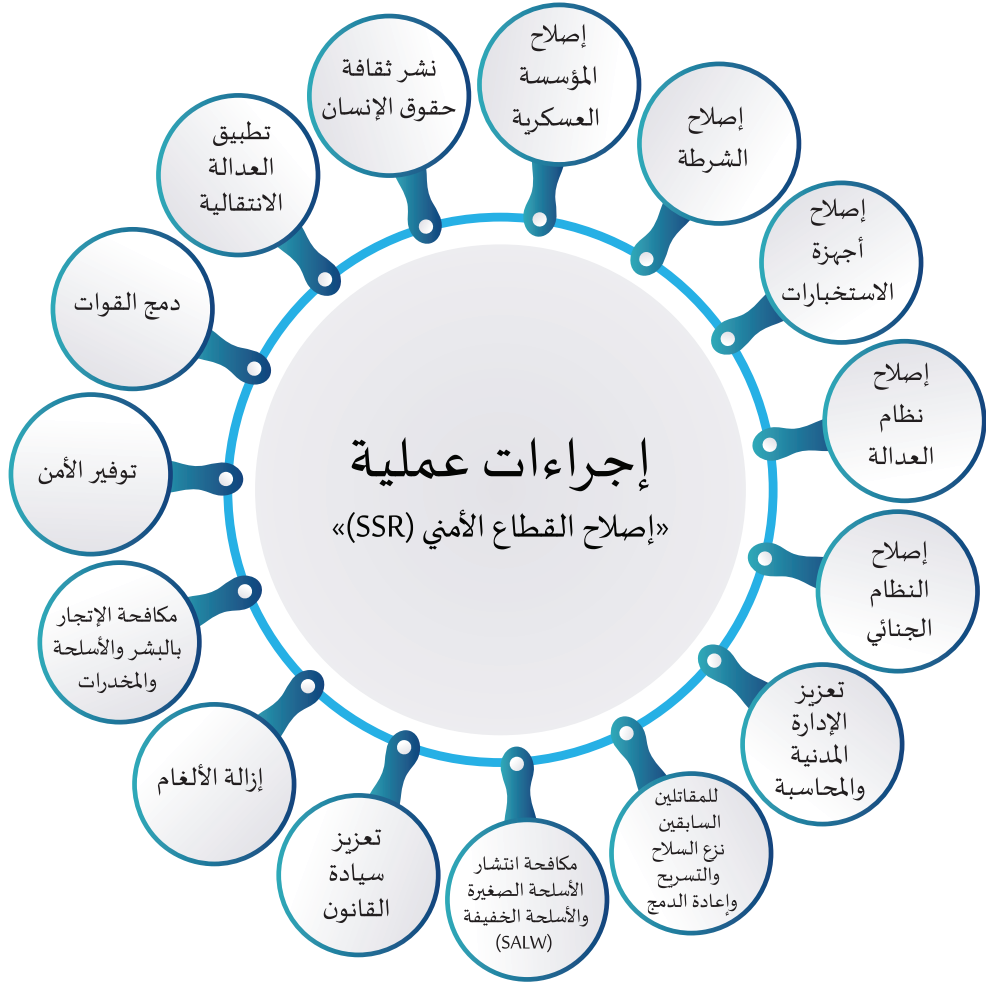 إجراءات عملية
«إصلاح القطاع الأمني (SSR)»
إصلاح
المؤسسة
العسكرية
إصلاح
الشرطة
إصلاح
أجهزة
الاستخبارات
إصلاح
نظام
العدالة
إصلاح
النظام
الجنائي
تعزيز
الإدارة
المدنية
والمحاسبة
للمقاتلين
السابقين
نزع السلاح
والتسريح
وإعادة الدمج
مكافحة انتشار
الأسلحة الصغيرة
والأسلحة الخفيفة
(SALW)
تعزيز
سيادة
القانون
إزالة الألغام
مكافحة الإتجار
بالبشر والأسلحة
والمخدرات
توفير الأمن
دمج القوات
تطبيق
العدالة
الانتقالية
نشر ثقافة
حقوق الإنسان